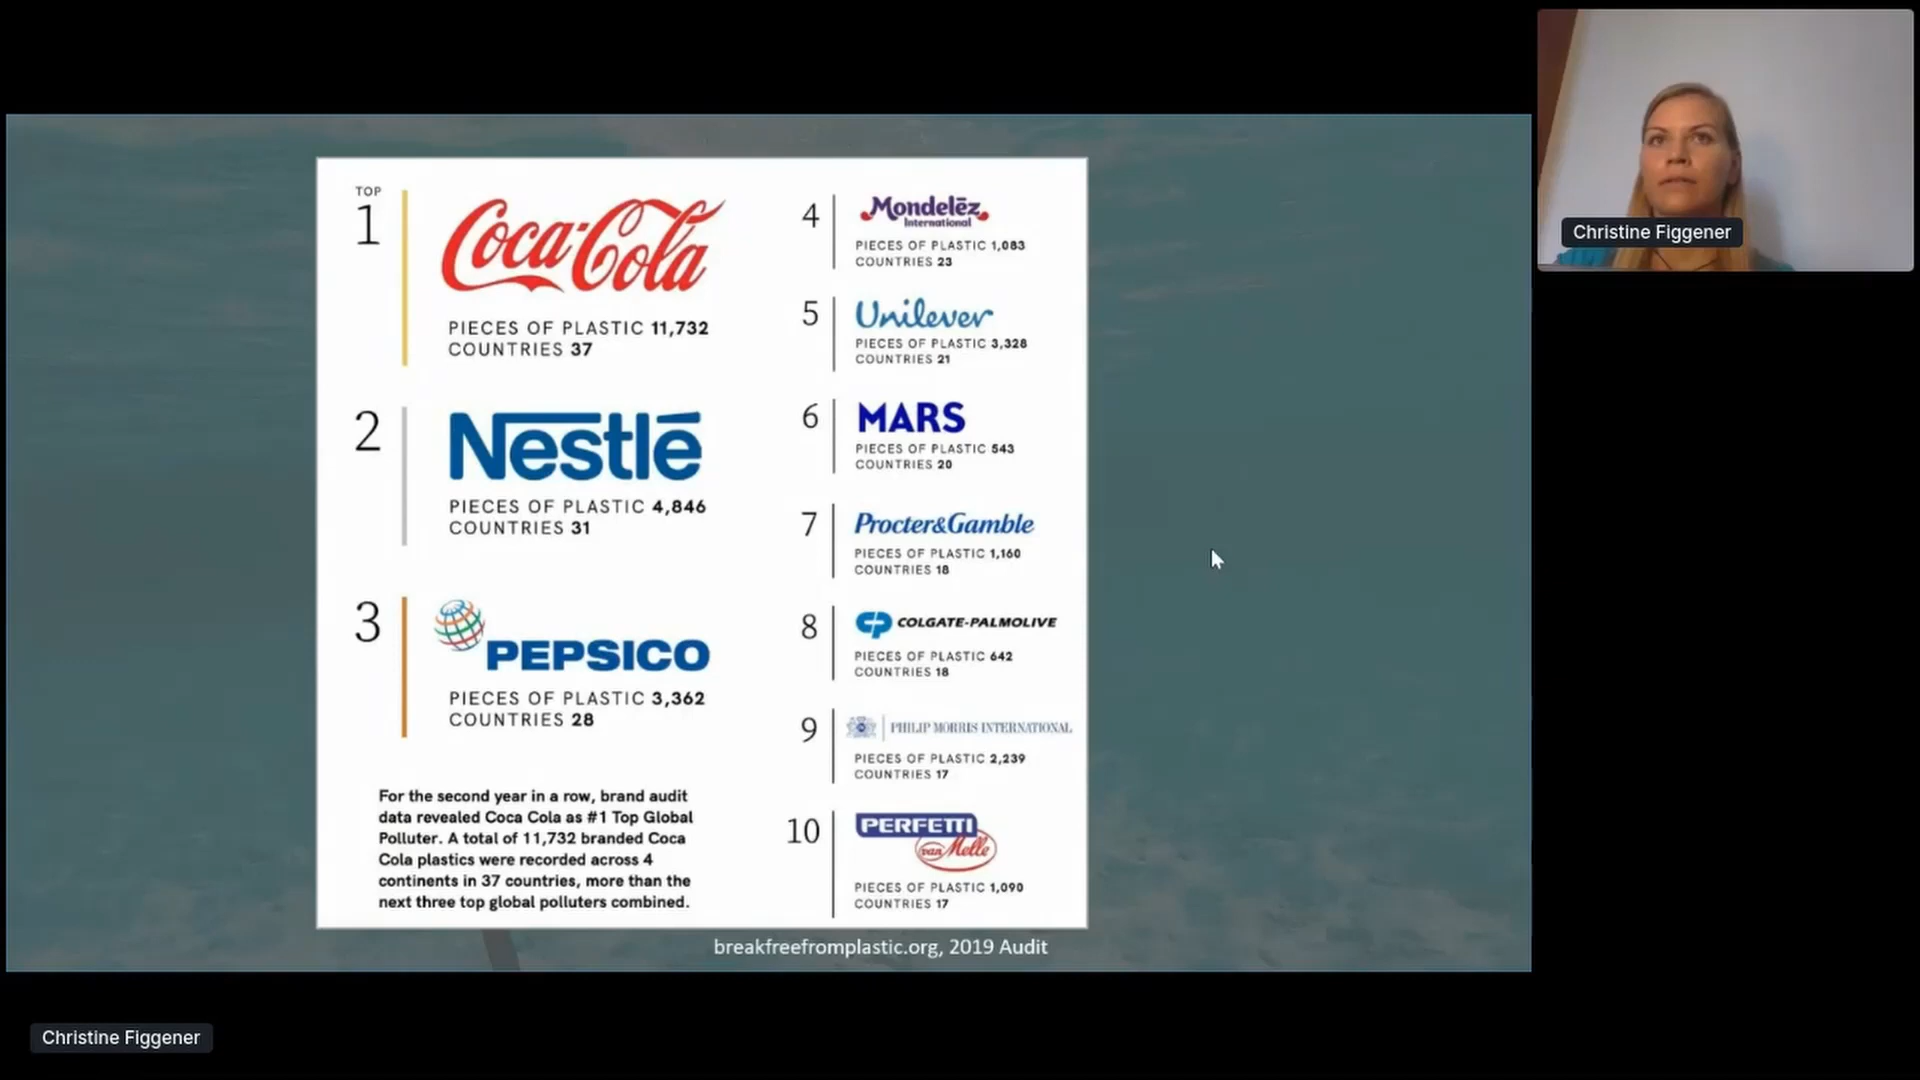 TOP
1
Coca-Cola
PIECES OF PLASTIC 11,732
COUNTRIES 37
2
Nestlé
PIECES OF PLASTIC 4,846
COUNTRIES 31
3
PEPSICO
PIECES OF PLASTIC 3,362
COUNTRIES 28
For the second year in a row, brand audit
data revealed Coca Cola as #1 Top Global
Polluter. A total of 11,732 branded Coca
Cola plastics were recorded across 4
continents in 37 countries, more than the
next three top global polluters combined.
4
Mondelēz
International
PIECES OF PLASTIC 1,083
COUNTRIES 23
5
Unilever
PIECES OF PLASTIC 3,328
COUNTRIES 21
6
MARS
PIECES OF PLASTIC 543
COUNTRIES 20
7
Procter&Gamble
PIECES OF PLASTIC 1,160
COUNTRIES 18
8
COLGATE-PALMOLIVE
PIECES OF PLASTIC 642
COUNTRIES 18
9
PHILIP MORRIS INTERNATIONAL
PIECES OF PLASTIC 2,239
COUNTRIES 17
10
PERFETTI
van Melle
PIECES OF PLASTIC 1,090
COUNTRIES 17
breakfreefromplastic.org, 2019 Audit
Christine Figgener
Christine Figgener